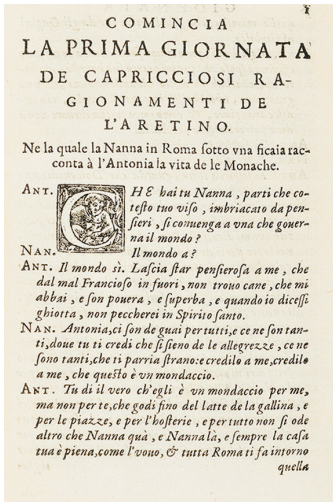 COMINCIA
LA PRIMA GIORNATA
DE CAPRICCIOSI RA-
GIONAMENTI DE
L'ARETINO.
Ne la quale la Nanna in Roma sotto vna ficaia rac-
conta à l'Antonia la vita de le Monache.
ANT. CHE hai tu Nanna, parti che co-
testo tuo viso, imbriacato da pen-
sieri, si conuenga a vna che gouer-
na il mondo?
NAN. Il mondo a?
ANT. Il mondo sì. Lascia star pensierosa a me, che
dal mal Francioso in fuori, non trouo cane, che mi
abbai, e son pouera, e superba, e quando io dicessi
ghiotta, non peccherei in Spirito santo.
NAN. Antonia, ci son de guai per tutti, e ce ne son tan-
ti, doue tu ti credi che si sieno de le allegrezze, ce ne
sono tanti, che ti parria strano: e credilo a me, credilo
a me, che questo è vn mondaccio.
ANT. Tu di il vero ch'egli è vn mondaccio per me,
ma non per te, che godi fino del latte de la gallina, e
per le piazze, e per l'hosterie, e per tutto non si ode
altro che Nanna quà, e Nanna là, e sempre la casa
tua è piena, come l'vouo, & tutta Roma ti fa intorno
quella